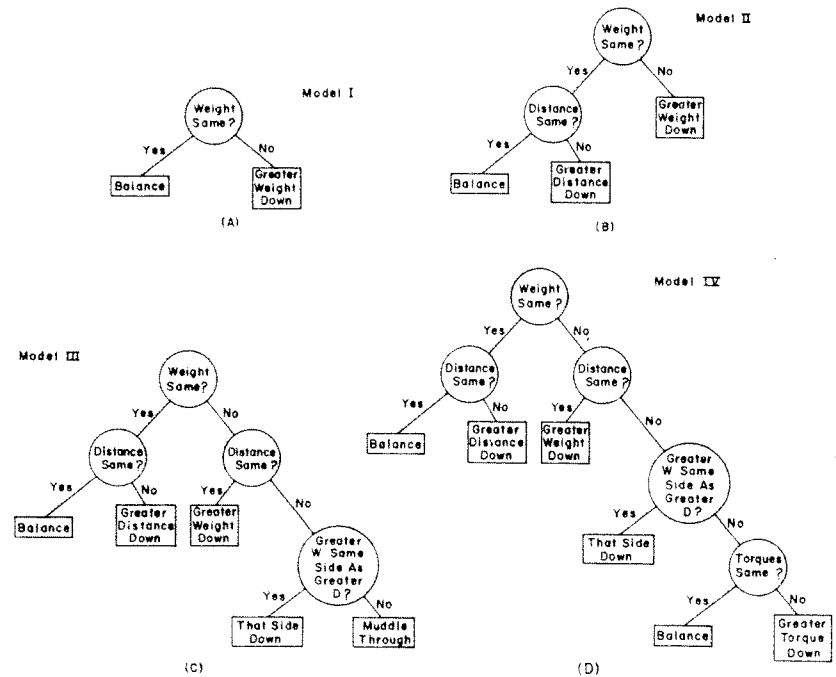 Model I
Weight
Same?
Yes
No
Balance
Greater
Weight
Down
(A)
Model II
Weight
Same?
Yes
No
Distance
Same?
Greater
Weight
Down
Yes
No
Balance
Greater
Distance
Down
(B)
Model III
Weight
Same?
Yes
No
Distance
Same?
Distance
Same?
Yes
No
Yes
No
Balance
Greater
Distance
Down
Greater
Weight
Down
Greater
W Same
Side As
Greater
D?
Yes
No
That Side
Down
Muddle
Through
(C)
Model IV
Weight
Same?
Yes
No
Distance
Same?
Distance
Same?
Yes
No
Yes
No
Balance
Greater
Distance
Down
Greater
Weight
Down
Greater
W Same
Side As
Greater
D?
Yes
No
That Side
Down
Torques
Same?
Yes
No
Balance
Greater
Torque
Down
(D)